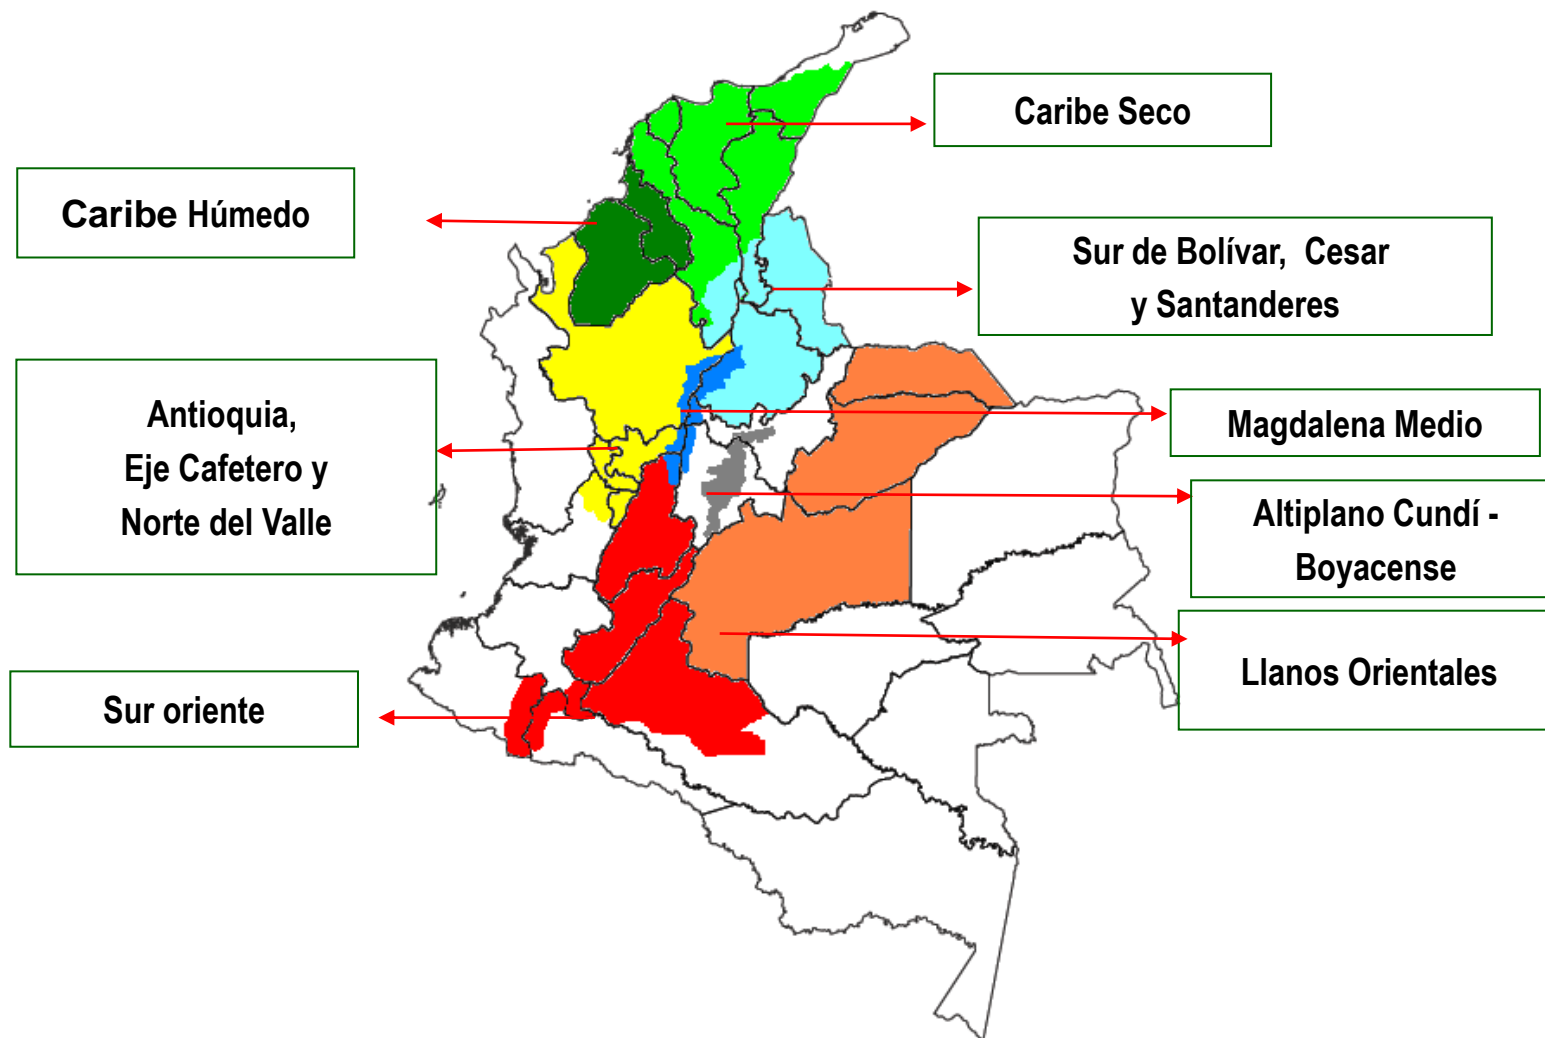 Caribe Seco
Caribe Húmedo
Sur de Bolívar, Cesar
y Santanderes
Antioquia,
Eje Cafetero y
Norte del Valle
Magdalena Medio
Altiplano Cundí -
Boyacense
Llanos Orientales
Sur oriente